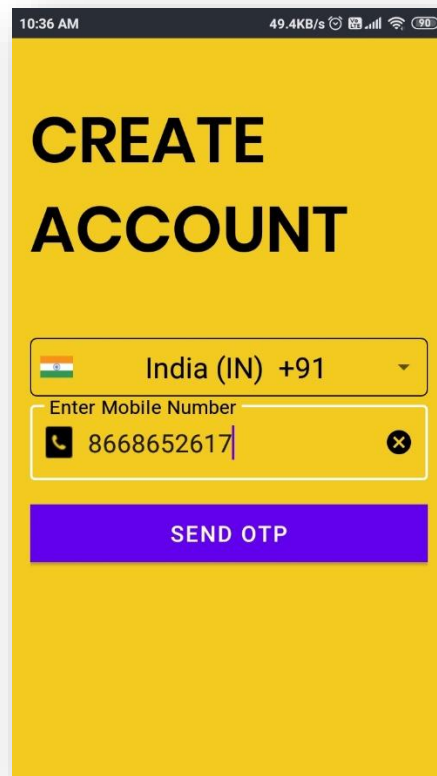 10:36 AM 49.4KB/s 90
CREATE
ACCOUNT
India (IN) +91
Enter Mobile Number
8668652617
SEND OTP